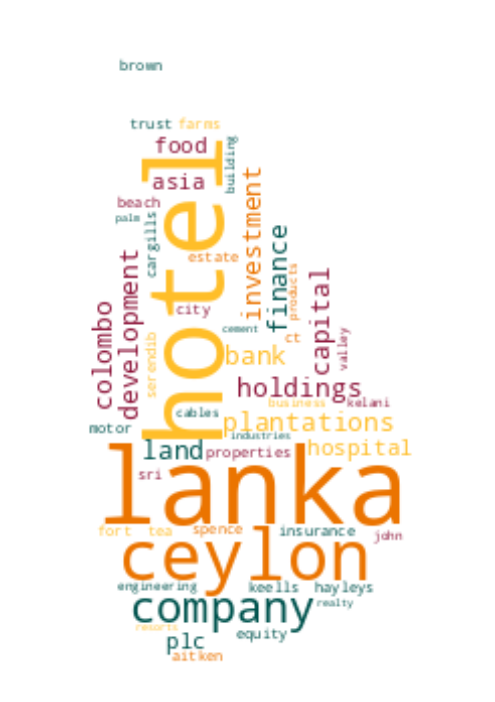 brown
trust farms
food
building
asia
hotel
investment
beach
palm
cargills
finance
estate
development
products
capital
colombo
city
cement
ct
valley
serendib
bank
holdings
business
kelani
cables
plantations
motor
industries
land
properties
hospital
lanka
sri
fort
tea
spence
insurance
john
ceylon
engineering
keells
hayleys
company
realty
resorts
equity
plc
aitken